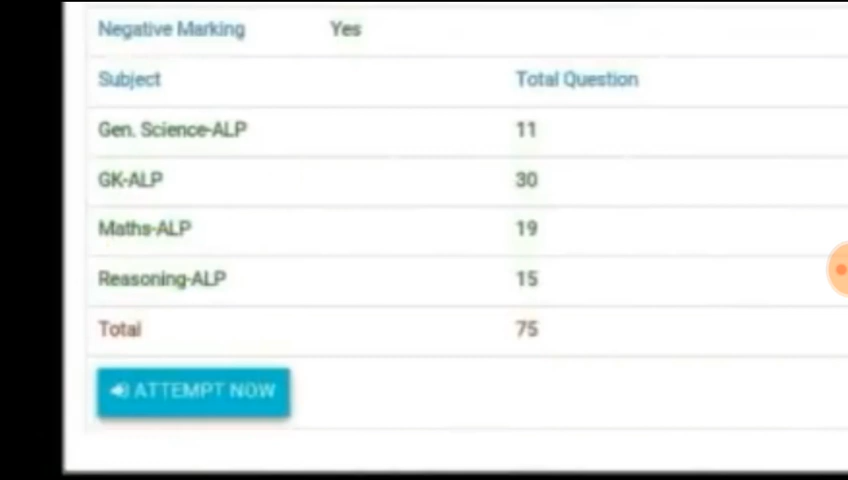 Negative Marking Yes
Subject Total Question
Gen. Science-ALP 11
GK-ALP 30
Maths-ALP 19
Reasoning-ALP 15
Total 75
ATTEMPT NOW